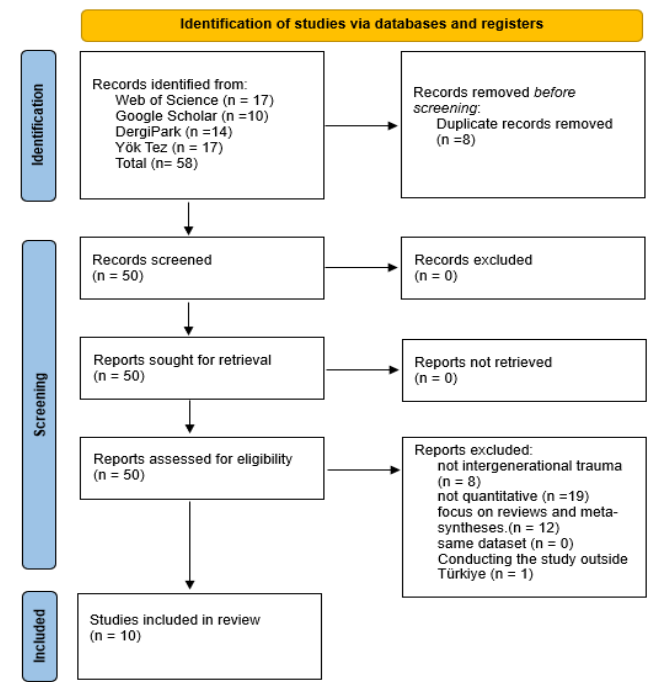 Identification of studies via databases and registers
Identification
Records identified from:
Web of Science (n = 17)
Google Scholar (n =10)
DergiPark (n =14)
Yök Tez (n = 17)
Total (n= 58)
Records removed before
screening:
Duplicate records removed
(n =8)
Screening
Records screened
(n = 50)
Records excluded
(n = 0)
Reports sought for retrieval
(n = 50)
Reports not retrieved
(n = 0)
Reports assessed for eligibility
(n = 50)
Reports excluded:
not intergenerational trauma
(n = 8)
not quantitative (n =19)
focus on reviews and meta-
syntheses.(n = 12)
same dataset (n = 0)
Conducting the study outside
Türkiye (n = 1)
Included
Studies included in review
(n = 10)